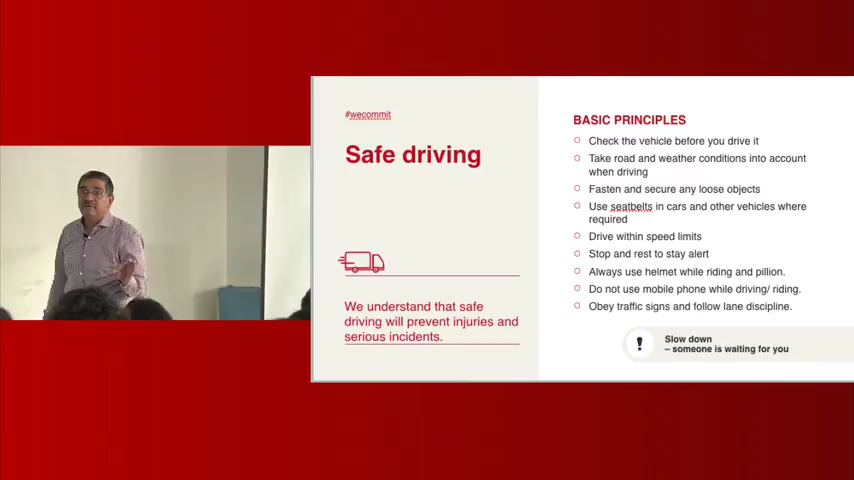 #wecommit
Safe driving
We understand that safe
driving will prevent injuries and
serious incidents.
BASIC PRINCIPLES
Check the vehicle before you drive it
Take road and weather conditions into account
when driving
Fasten and secure any loose objects
Use seatbelts in cars and other vehicles where
required
Drive within speed limits
Stop and rest to stay alert
Always use helmet while riding and pillion.
Do not use mobile phone while driving/ riding.
Obey traffic signs and follow lane discipline.
!
Slow down
– someone is waiting for you